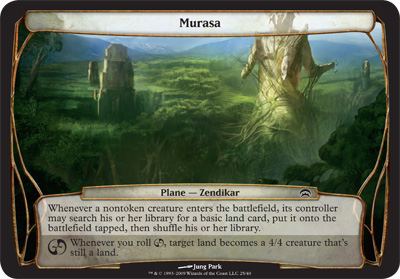 Murasa
Plane — Zendikar
Whenever a nontoken creature enters the battlefield, its controller
may search his or her library for a basic land card, put it onto the
battlefield tapped, then shuffle his or her library.
Whenever you roll , target land becomes a 4/4 creature that's
still a land.
Jung Park
™ & © 1993-2009 Wizards of the Coast LLC 25/40